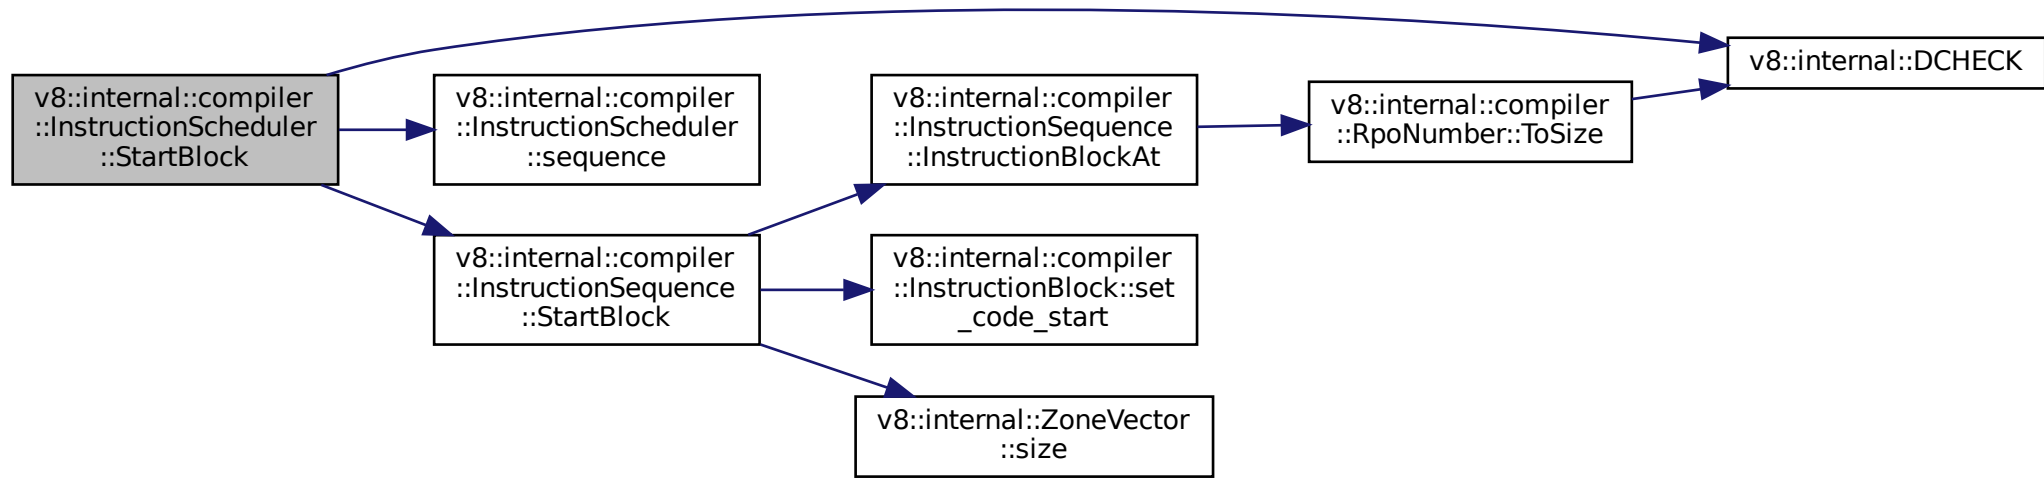 v8::internal::compiler
::InstructionScheduler
::StartBlock
v8::internal::compiler
::InstructionScheduler
::sequence
v8::internal::compiler
::InstructionSequence
::StartBlock
v8::internal::compiler
::InstructionSequence
::InstructionBlockAt
v8::internal::compiler
::InstructionBlock::set
_code_start
v8::internal::ZoneVector
::size
v8::internal::compiler
::RpoNumber::ToSize
v8::internal::DCHECK